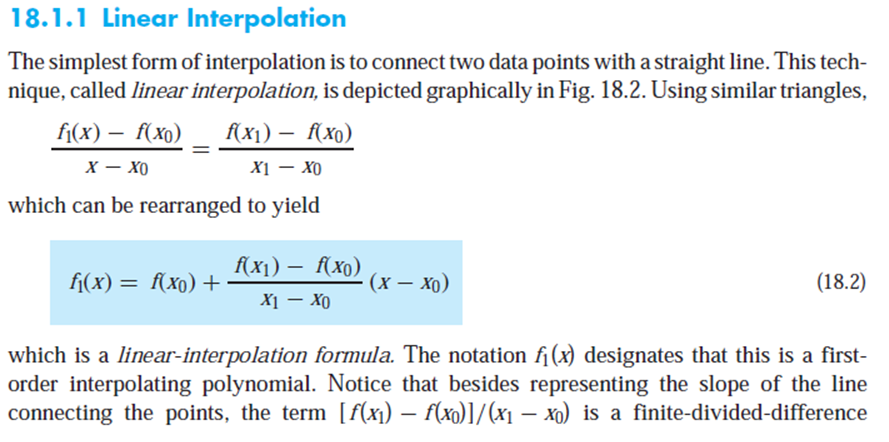 18.1.1 Linear Interpolation
The simplest form of interpolation is to connect two data points with a straight line. This tech-
nique, called linear interpolation, is depicted graphically in Fig. 18.2. Using similar triangles,
f₁(x) − f(x₀) / x − x₀ = f(x₁) − f(x₀) / x₁ − x₀
which can be rearranged to yield
f₁(x) = f(x₀) + f(x₁) − f(x₀) / x₁ − x₀ (x − x₀) (18.2)
which is a linear-interpolation formula. The notation f₁(x) designates that this is a first-
order interpolating polynomial. Notice that besides representing the slope of the line
connecting the points, the term [f(x₁) − f(x₀)]/(x₁ − x₀) is a finite-divided-difference